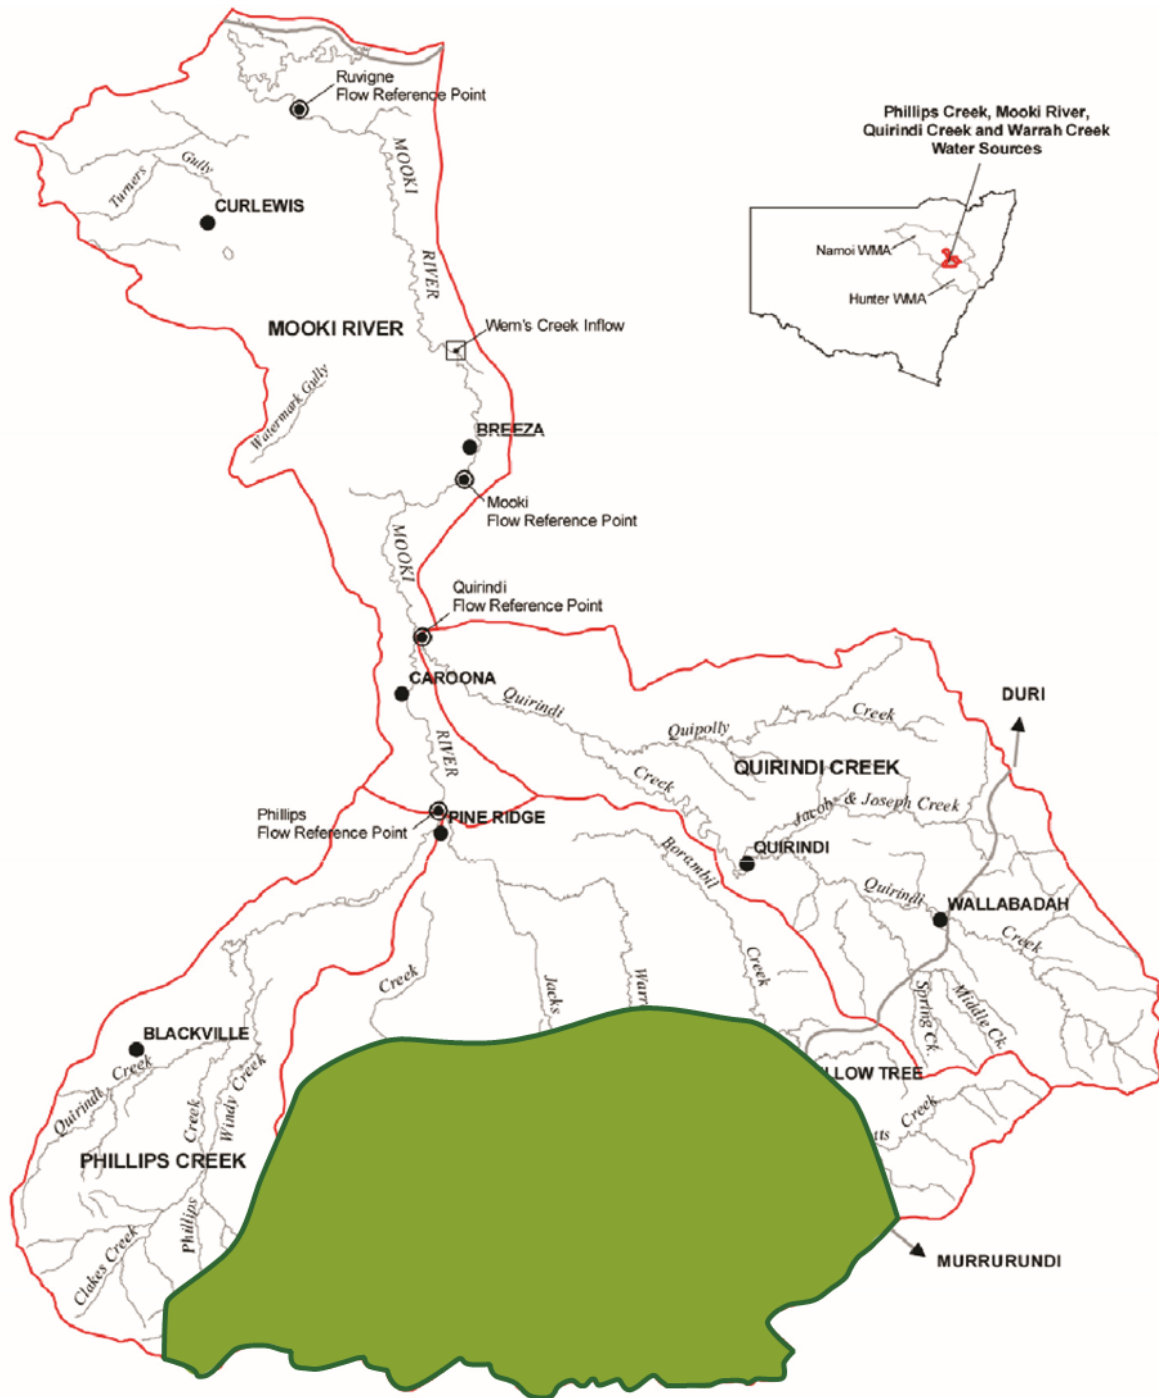 Ruvigne
Flow Reference Point
Phillips Creek, Mooki River,
Quirindi Creek and Warrah Creek
Water Sources
MOOKI
Gully
Turners
CURLEWIS
Namoi WMA
RIVER
Hunter WMA
MOOKI RIVER
Wem's Creek Inflow
Watermark Gully
BREEZA
Mooki
Flow Reference Point
MOOKI
Quirindi
Flow Reference Point
CAROONA
Quirindi
DURI
Creek
Quipolly
RIVER
QUIRINDI CREEK
Creek
Phillips
Flow Reference Point
PINE RIDGE
Jacob & Joseph Creek
Borambil
QUIRINDI
Quirindi
WALLABADAH
Creek
Creek
Creek
Jacks
Warr
Spring Ck.
Middle Ck.
BLACKVILLE
Quirindi Creek
Creek
Windy Creek
LLOW TREE
Creek
tts
PHILLIPS CREEK
Phillips
Clakes Creek
MURRURUNDI